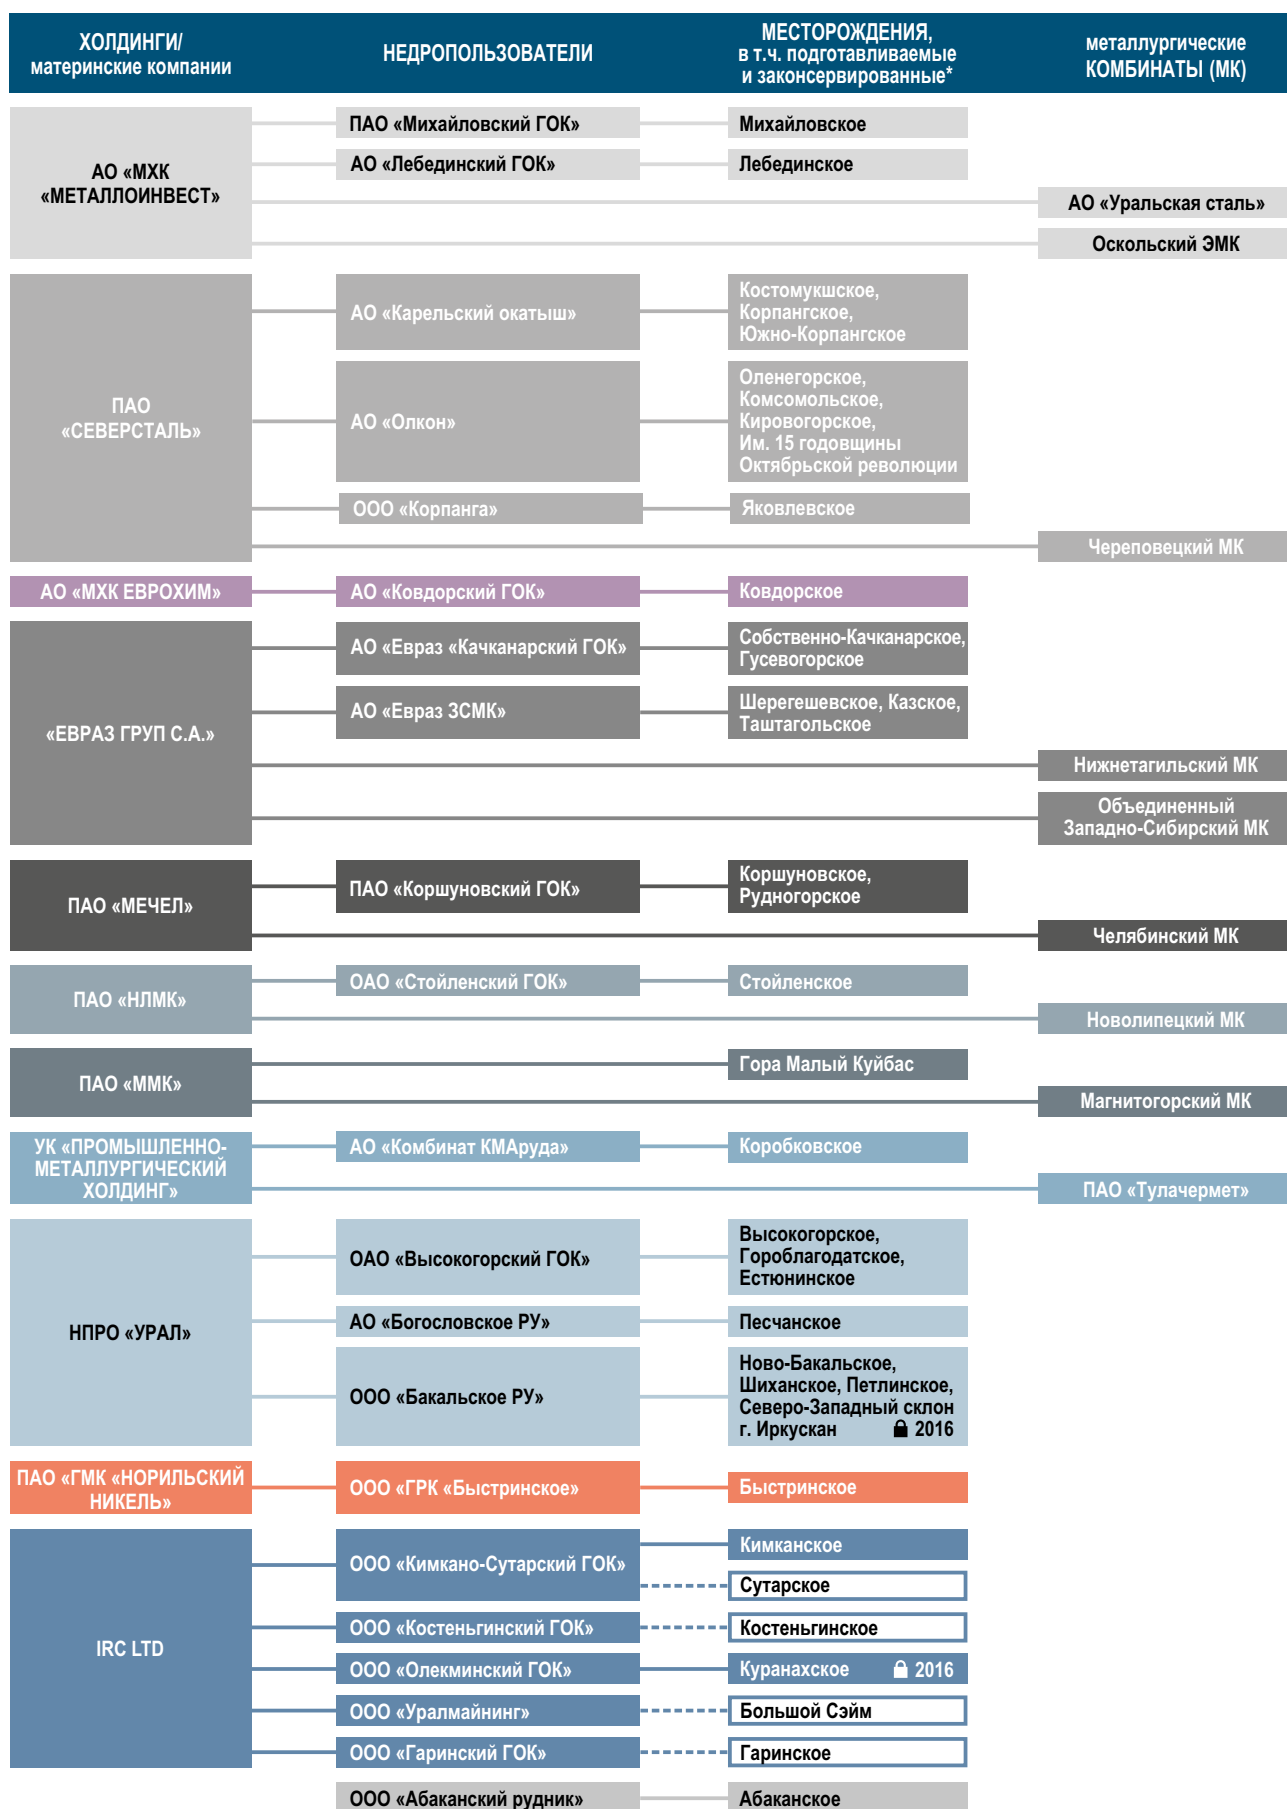 ХОЛДИНГИ/
материнские компании
НЕДРОПОЛЬЗОВАТЕЛИ
МЕСТОРОЖДЕНИЯ,
в т.ч. подготавливаемые
и законсервированные*
металлургические
КОМБИНАТЫ (МК)
АО «МХК
«МЕТАЛЛОИНВЕСТ»
ПАО «Михайловский ГОК»
Михайловское
АО «Лебединский ГОК»
Лебединское
АО «Уральская сталь»
Оскольский ЭМК
ПАО
«СЕВЕРСТАЛЬ»
АО «Карельский окатыш»
Костомукшское,
Корпангское,
Южно-Корпангское
АО «Олкон»
Оленегорское,
Комсомольское,
Кировогорское,
Им. 15 годовщины
Октябрьской революции
ООО «Корпанга»
Яковлевское
Череповецкий МК
АО «МХК ЕВРОХИМ»
АО «Ковдорский ГОК»
Ковдорское
«ЕВРАЗ ГРУП С.А.»
АО «Евраз «Качканарский ГОК»
Собственно-Качканарское,
Гусевогорское
АО «Евраз ЗСМК»
Шерегешевское, Казское,
Таштагольское
Нижнетагильский МК
Объединенный
Западно-Сибирский МК
ПАО «МЕЧЕЛ»
ПАО «Коршуновский ГОК»
Коршуновское,
Рудногорское
Челябинский МК
ПАО «НЛМК»
ОАО «Стойленский ГОК»
Стойленское
Новолипецкий МК
ПАО «ММК»
Гора Малый Куйбас
Магнитогорский МК
УК «ПРОМЫШЛЕННО-
МЕТАЛЛУРГИЧЕСКИЙ
ХОЛДИНГ»
АО «Комбинат КМАруда»
Коробковское
ПАО «Тулачермет»
НПРО «УРАЛ»
ОАО «Высокогорский ГОК»
Высокогорское,
Гороблагодатское,
Естюнинское
АО «Богословское РУ»
Песчанское
ООО «Бакальское РУ»
Ново-Бакальское,
Шиханское, Петлинское,
Северо-Западный склон
г. Иркускан 2016
ПАО «ГМК «НОРИЛЬСКИЙ
НИКЕЛЬ»
ООО «ГРК «Быстринское»
Быстринское
IRC LTD
ООО «Кимкано-Сутарский ГОК»
Кимканское
Сутарское
ООО «Костеньгинский ГОК»
Костеньгинское
ООО «Олекминский ГОК»
Куранахское 2016
ООО «Уралмайнинг»
Большой Сэйм
ООО «Гаринский ГОК»
Гаринское
ООО «Абаканский рудник»
Абаканское